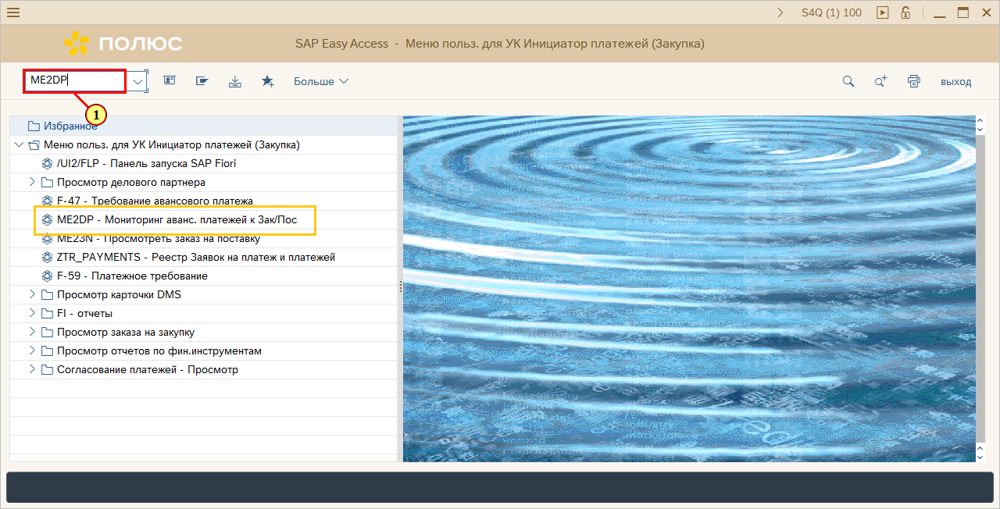 S4Q (1) 100
ПОЛЮС
SAP Easy Access - Меню польз. для УК Инициатор платежей (Закупка)
ME2DP
Больше
выход
1
Избранное
Меню польз. для УК Инициатор платежей (Закупка)
/UI2/FLP - Панель запуска SAP Fiori
Просмотр делового партнера
F-47 - Требование авансового платежа
ME2DP - Мониторинг аванс. платежей к Зак/Пос
ME23N - Просмотреть заказ на поставку
ZTR_PAYMENTS - Реестр Заявок на платеж и платежей
F-59 - Платежное требование
Просмотр карточки DMS
FI - отчеты
Просмотр заказа на закупку
Просмотр отчетов по фин.инструментам
Согласование платежей - Просмотр